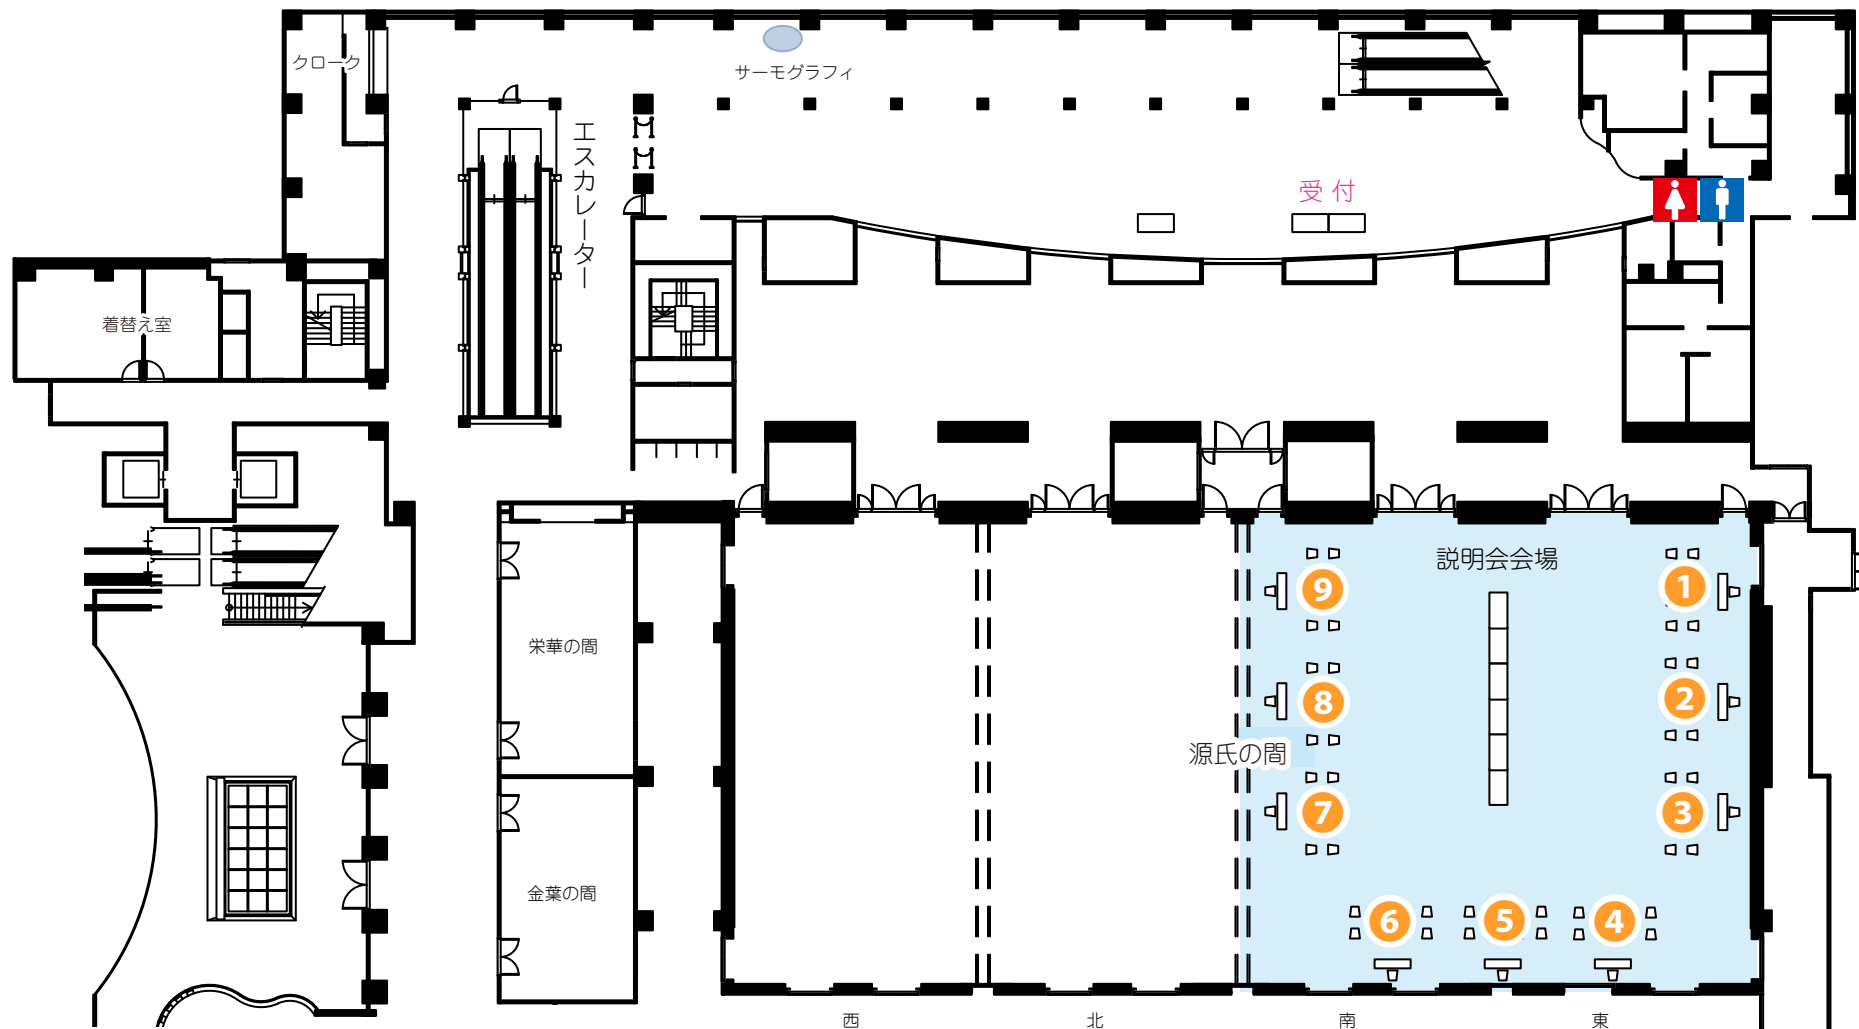 クローク
サーモグラフィ
エスカレーター
受付
着替え室
説明会会場
9
1
栄華の間
8
2
源氏の間
7
3
金葉の間
6
5
4
西
北
南
東